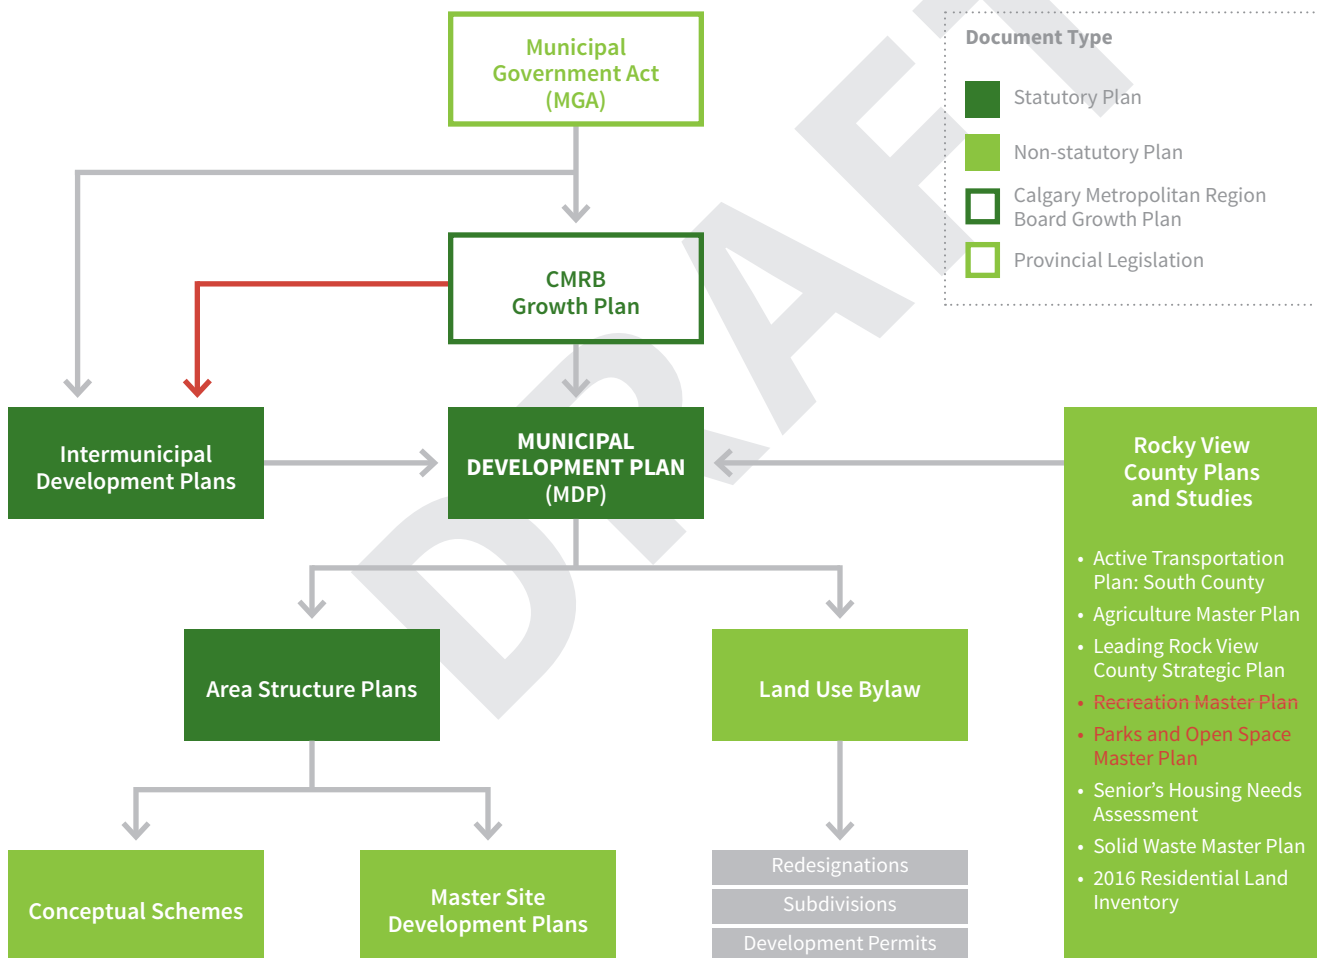 Municipal
Government Act
(MGA)
Document Type
Statutory Plan
Non-statutory Plan
Calgary Metropolitan Region
Board Growth Plan
Provincial Legislation
CMRB
Growth Plan
Intermunicipal
Development Plans
MUNICIPAL
DEVELOPMENT PLAN
(MDP)
Rocky View
County Plans
and Studies
• Active Transportation
Plan: South County
• Agriculture Master Plan
• Leading Rock View
County Strategic Plan
• Recreation Master Plan
• Parks and Open Space
Master Plan
• Senior's Housing Needs
Assessment
• Solid Waste Master Plan
• 2016 Residential Land
Inventory
Area Structure Plans
Land Use Bylaw
Conceptual Schemes
Master Site
Development Plans
Redesignations
Subdivisions
Development Permits
DRAFT